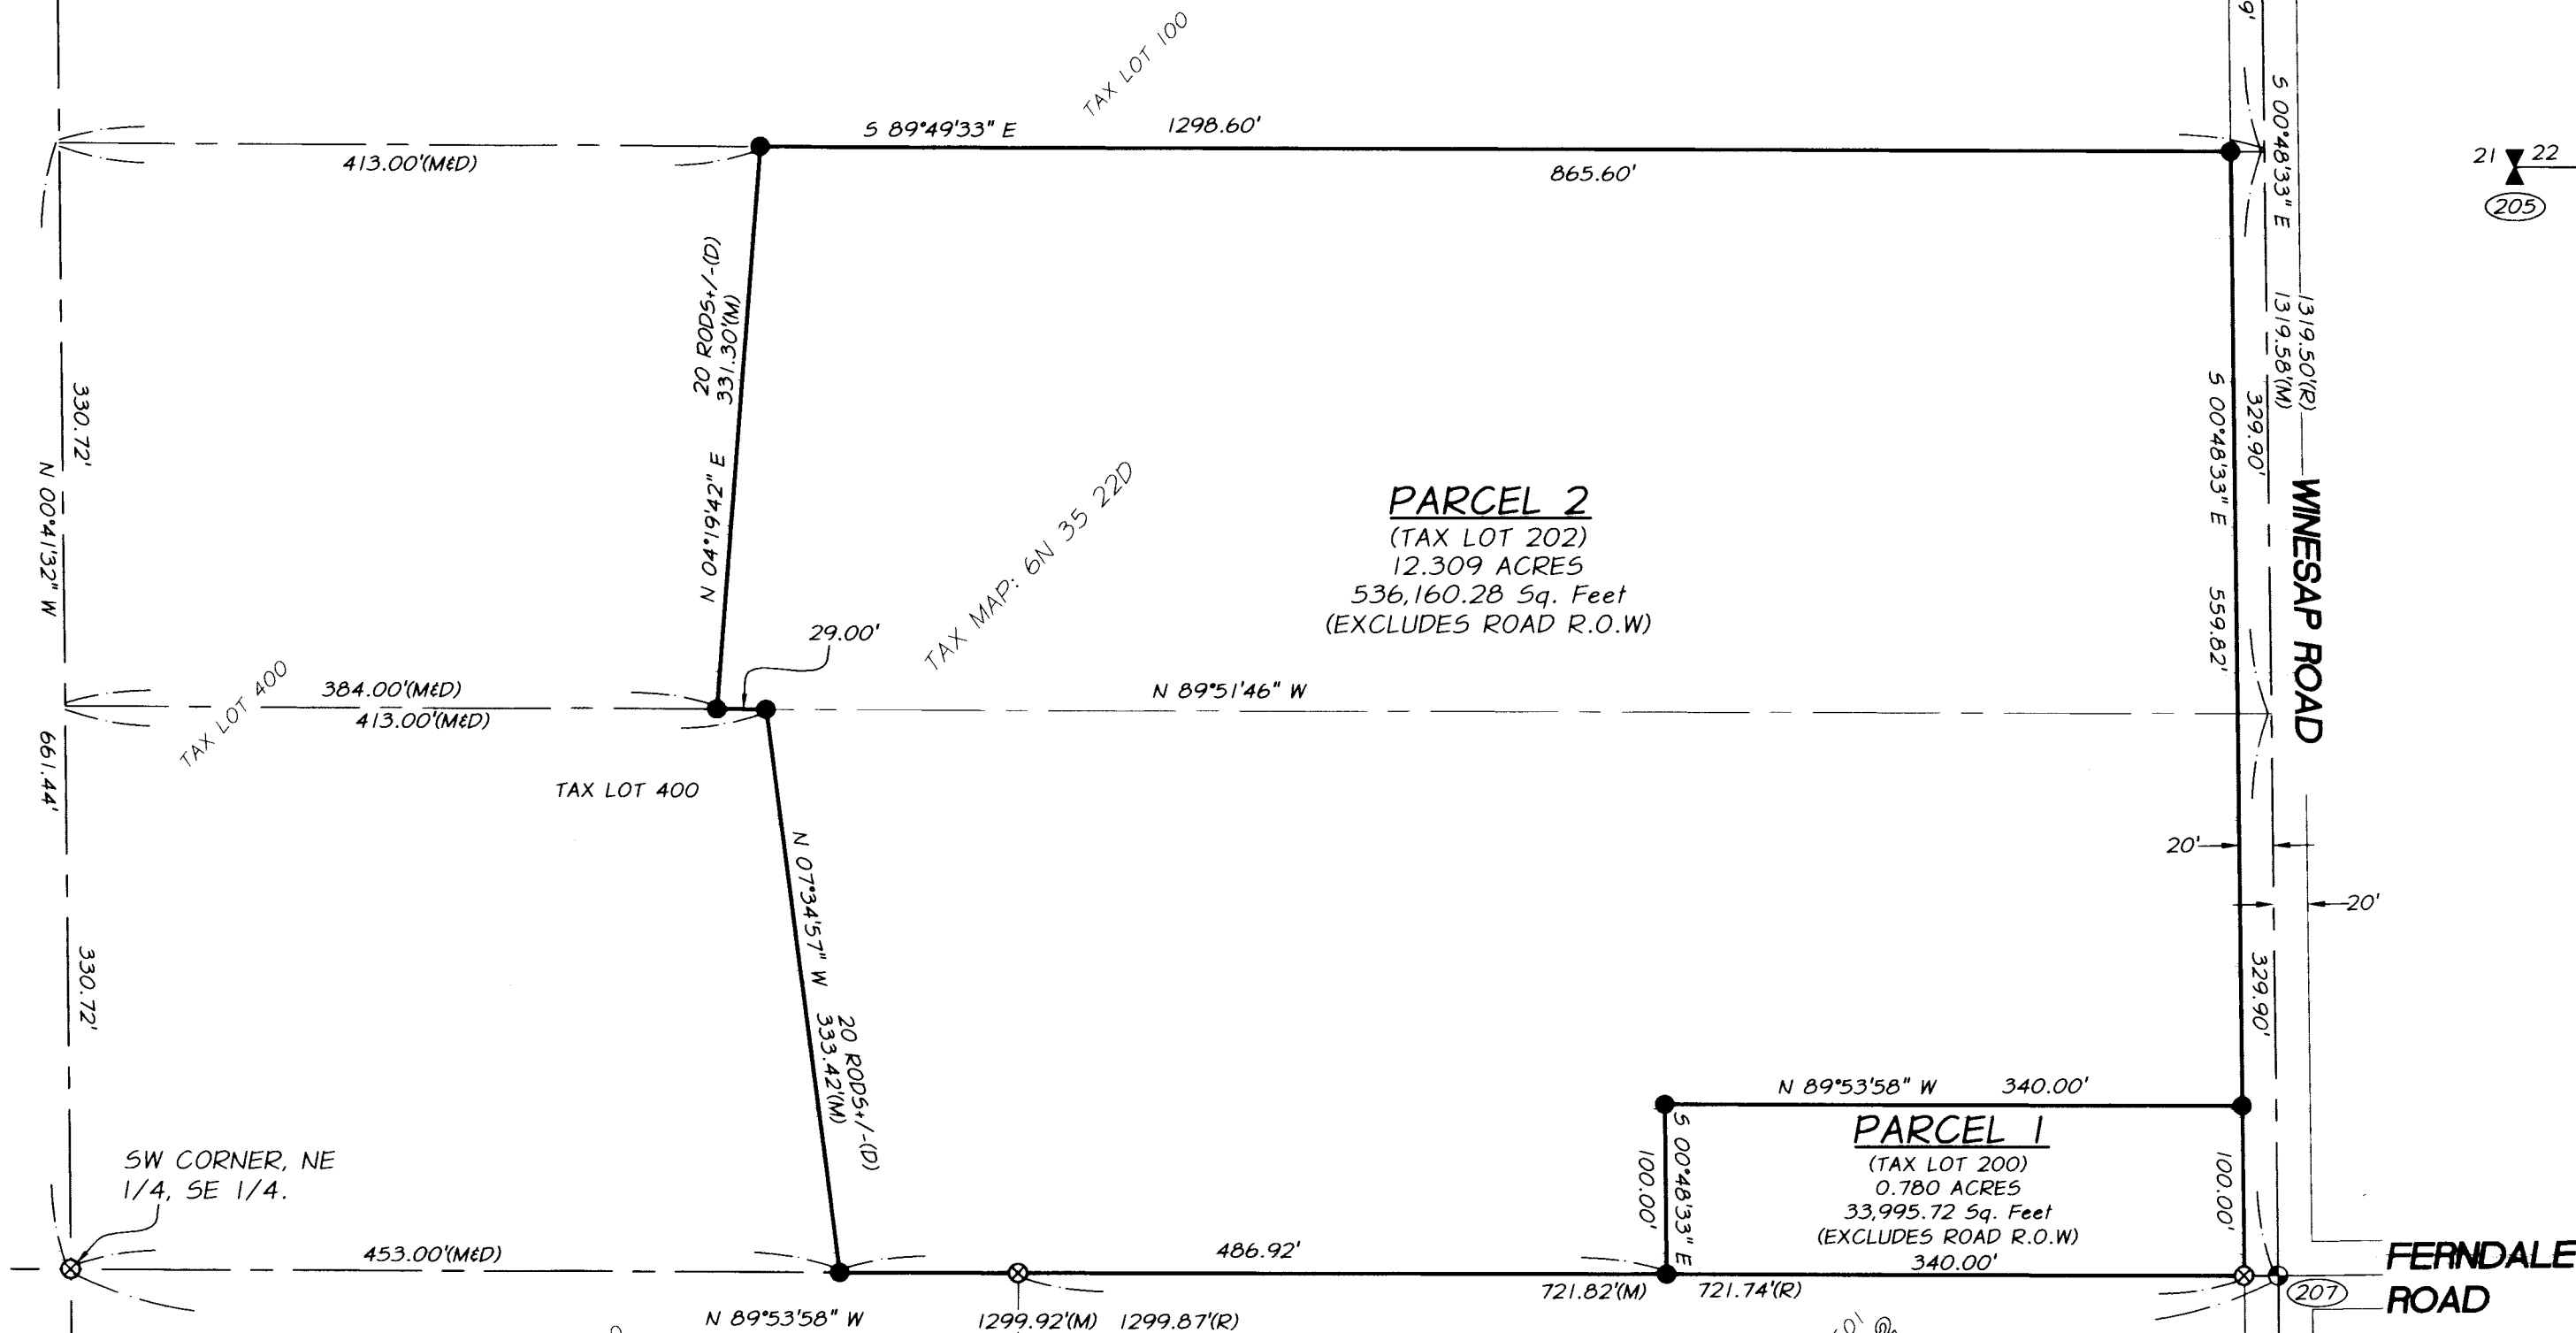 TAX LOT 100
9'
S 89°49'33" E 1298.60'
413.00'(M&D)
865.60'
S 00°48'33" E
1319.50'(R)
1319.58'(M)
21 22
205
20 RODS+/-(D)
N 04°19'42" E 331.30'(M)
330.72'
N 00°41'32" W
661.44'
329.90'
S 00°48'33" E 559.82'
WINESAP ROAD
PARCEL 2
(TAX LOT 202)
12.309 ACRES
536,160.28 Sq. Feet
(EXCLUDES ROAD R.O.W)
TAX MAP: 6N 35 22D
29.00'
TAX LOT 400
384.00'(M&D)
413.00'(M&D)
N 89°51'46" W
TAX LOT 400
20'
20'
N 07°34'57" W 333.42'(M)
20 RODS+/-(D)
330.72'
329.90'
N 89°53'58" W 340.00'
PARCEL 1
(TAX LOT 200)
0.780 ACRES
33,995.72 Sq. Feet
(EXCLUDES ROAD R.O.W)
340.00'
100.00'
S 00°48'33" E
100.00'
SW CORNER, NE
1/4, SE 1/4.
453.00'(M&D)
486.92'
721.82'(M) 721.74'(R)
207
FERNDALE
ROAD
N 89°53'58" W 1299.92'(M) 1299.87'(R)